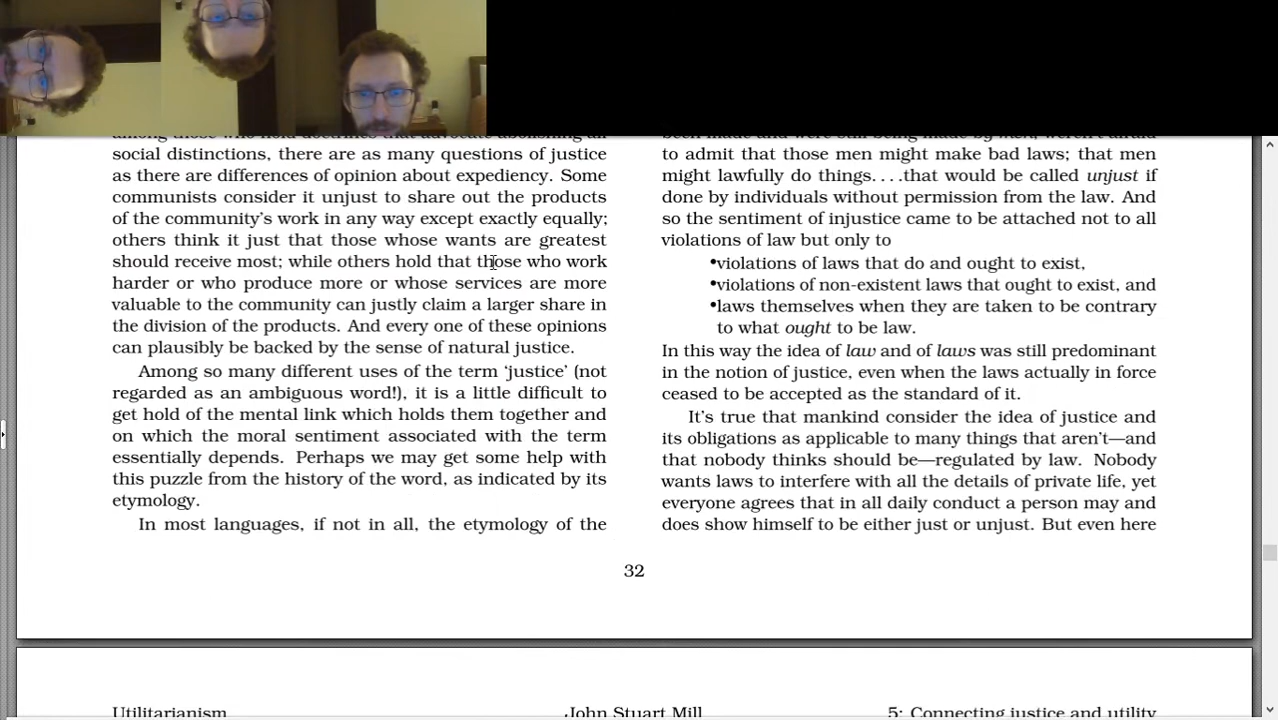 social distinctions, there are as many questions of justice
as there are differences of opinion about expediency. Some
communists consider it unjust to share out the products
of the community's work in any way except exactly equally;
others think it just that those whose wants are greatest
should receive most; while others hold that those who work
harder or who produce more or whose services are more
valuable to the community can justly claim a larger share in
the division of the products. And every one of these opinions
can plausibly be backed by the sense of natural justice.
Among so many different uses of the term ‘justice’ (not
regarded as an ambiguous word!), it is a little difficult to
get hold of the mental link which holds them together and
on which the moral sentiment associated with the term
essentially depends. Perhaps we may get some help with
this puzzle from the history of the word, as indicated by its
etymology.
In most languages, if not in all, the etymology of the
been made and were still being made by men, weren't afraid
to admit that those men might make bad laws; that men
might lawfully do things. . . .that would be called unjust if
done by individuals without permission from the law. And
so the sentiment of injustice came to be attached not to all
violations of law but only to
•violations of laws that do and ought to exist,
•violations of non-existent laws that ought to exist, and
•laws themselves when they are taken to be contrary
to what ought to be law.
In this way the idea of law and of laws was still predominant
in the notion of justice, even when the laws actually in force
ceased to be accepted as the standard of it.
It's true that mankind consider the idea of justice and
its obligations as applicable to many things that aren't—and
that nobody thinks should be—regulated by law. Nobody
wants laws to interfere with all the details of private life, yet
everyone agrees that in all daily conduct a person may and
does show himself to be either just or unjust. But even here
32
Utilitarianism
John Stuart Mill
5: Connecting justice and utility